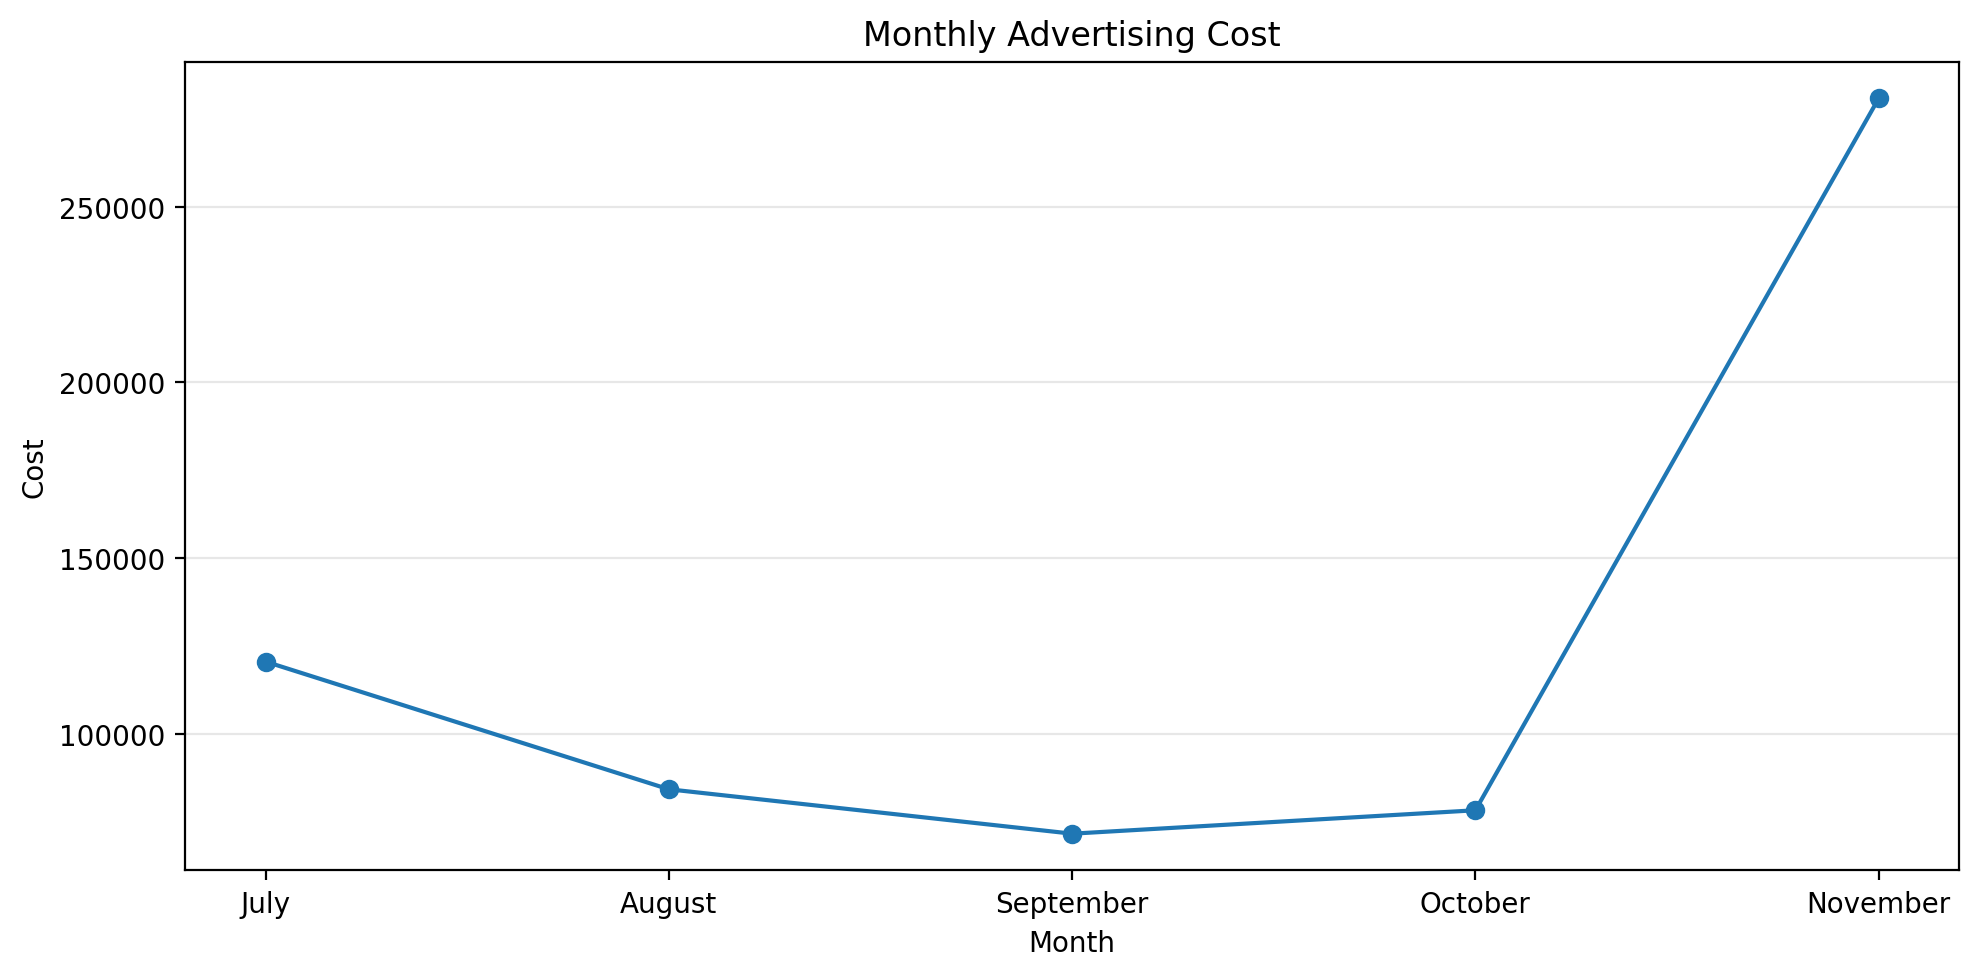 Monthly Advertising Cost
250000
200000
150000
100000
Cost
July August September October November
Month